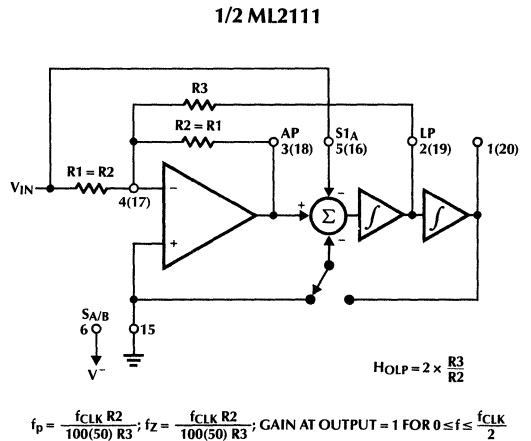 1/2 ML2111
R3
R2 = R1
AP
3(18)
S1A
5(16)
LP
2(19)
1(20)
R1 = R2
VIN
4(17)
−
+
+
−
Σ
−
∫
∫
SA/B
6
15
V−
HOLP = 2 × R3/R2
fp = fCLK R2 / 100(50) R3 ; fZ = fCLK R2 / 100(50) R3 ; GAIN AT OUTPUT = 1 FOR 0 ≤ f ≤ fCLK / 2